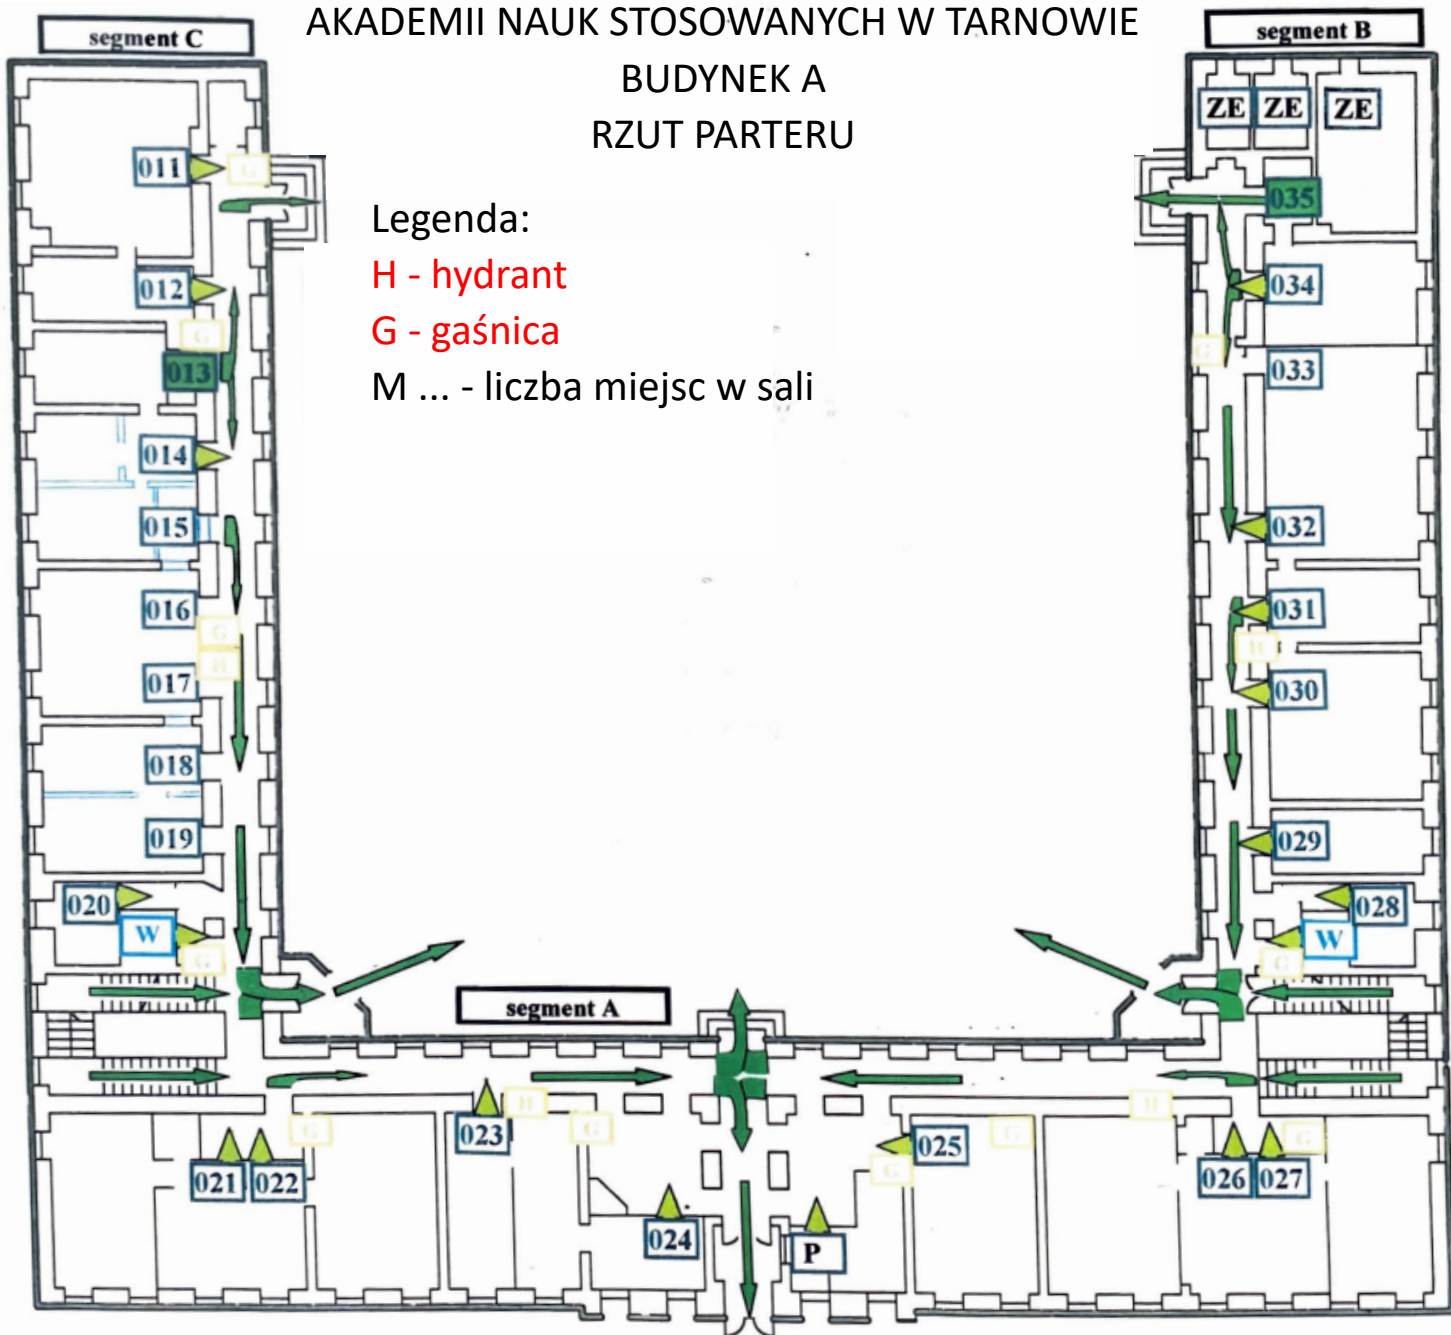 AKADEMII NAUK STOSOWANYCH W TARNOWIE
BUDYNEK A
RZUT PARTERU
segment C
segment B
Legenda:
H - hydrant
G - gaśnica
M ... - liczba miejsc w sali
011
G
012
G
013
014
015
016
G
H
017
018
019
020
W
G
ZE
ZE
ZE
035
034
G
033
032
031
H
030
029
028
W
G
segment A
G
021
022
023
H
G
024
P
025
G
G
H
026
027
G